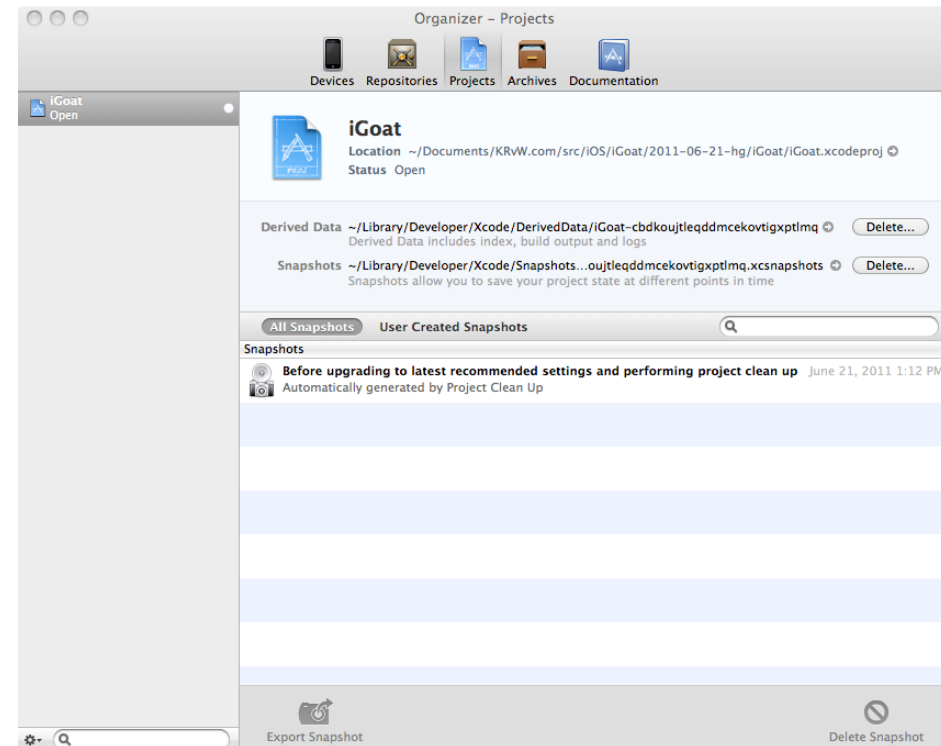 Organizer – Projects
Devices Repositories Projects Archives Documentation
iGoat
Open
iGoat
Location ~/Documents/KRvW.com/src/iOS/iGoat/2011-06-21-hg/iGoat/iGoat.xcodeproj
Status Open
PROJ
Derived Data ~/Library/Developer/Xcode/DerivedData/iGoat-cbdkoujtleqddmcekovtigxptlmq Delete...
Derived Data includes index, build output and logs
Snapshots ~/Library/Developer/Xcode/Snapshots...oujtleqddmcekovtigxptlmq.xcsnapshots Delete...
Snapshots allow you to save your project state at different points in time
All Snapshots User Created Snapshots
Snapshots
Before upgrading to latest recommended settings and performing project clean up June 21, 2011 1:12 PM
Automatically generated by Project Clean Up
Export Snapshot Delete Snapshot